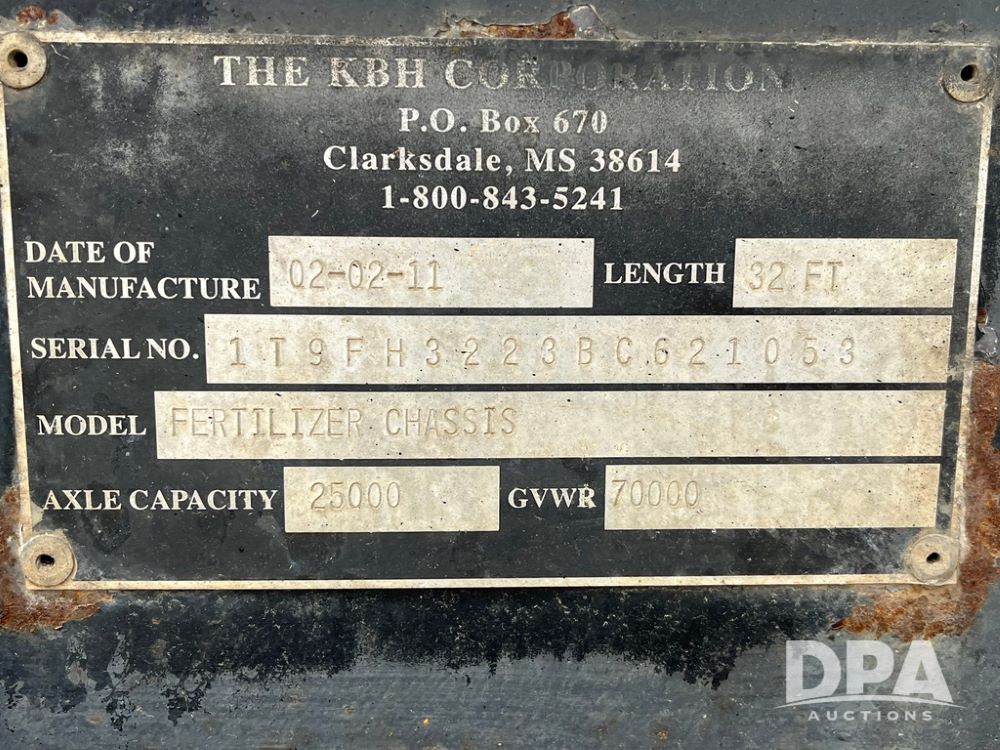 THE KBH CORPORATION
P.O. Box 670
Clarksdale, MS 38614
1-800-843-5241
DATE OF MANUFACTURE 02-02-11 LENGTH 32 FT
SERIAL NO. 1T9FH3223BC621053
MODEL FERTILIZER CHASSIS
AXLE CAPACITY 25000 GVWR 70000
DPA
AUCTIONS